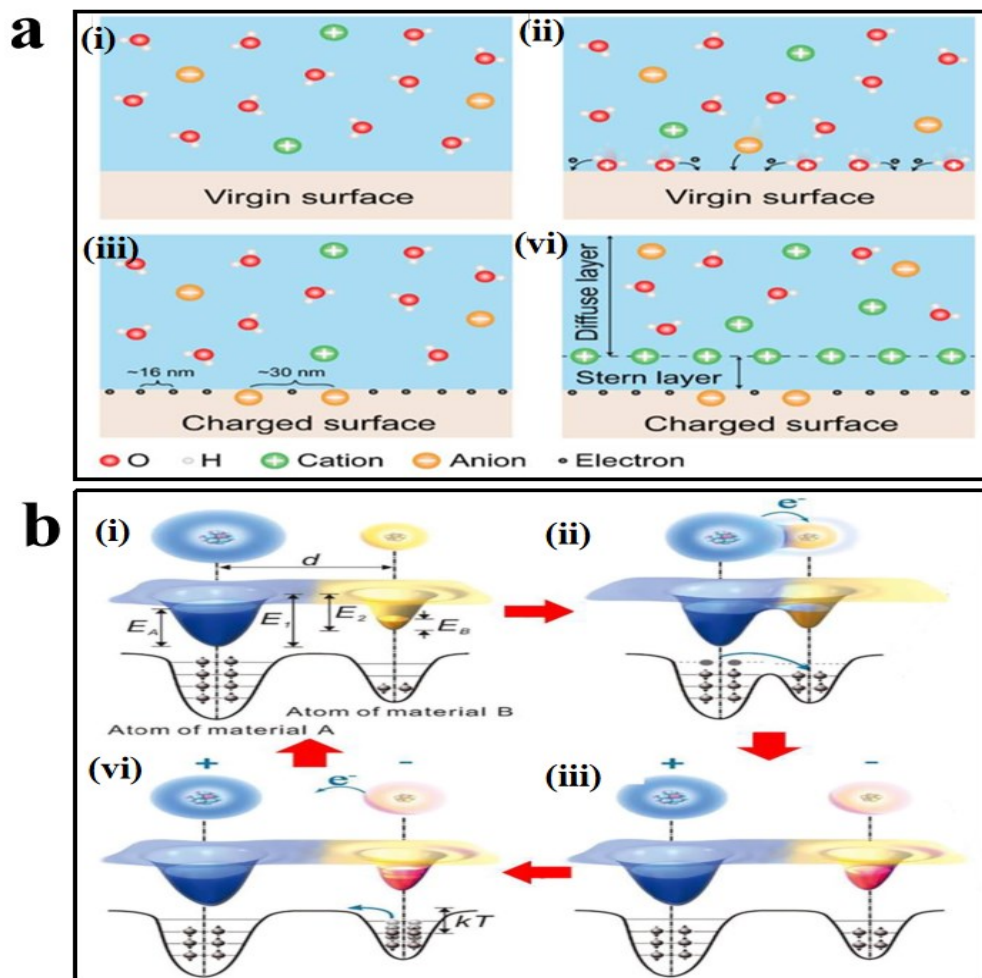 a
(i)
(ii)
Virgin surface
Virgin surface
(iii)
(vi)
~16 nm
~30 nm
Charged surface
Diffuse layer
Stern layer
Charged surface
O H Cation Anion Electron
b
(i)
(ii)
d
e-
E_A
E_1
E_2
E_B
Atom of material B
Atom of material A
(vi)
(iii)
+
-
e-
+
-
kT